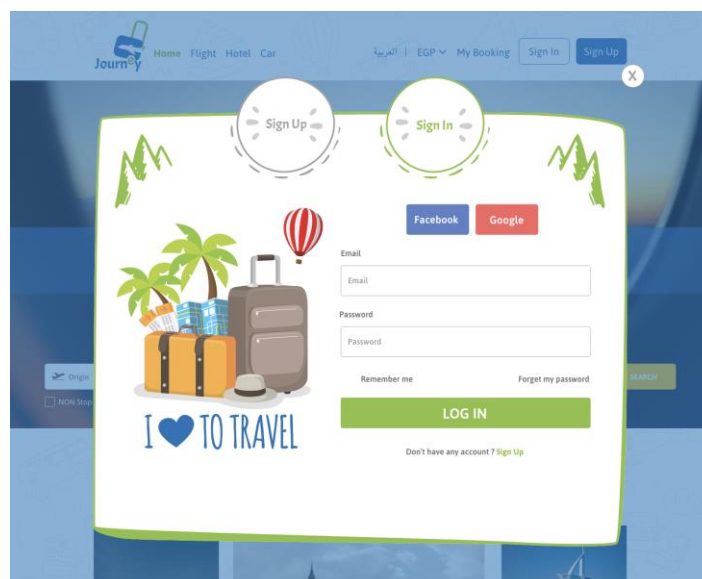 Journey
Home Flight Hotel Car العربية | EGP My Booking Sign In Sign Up
X
Sign Up Sign In
Facebook Google
Email
Email
Password
Password
Origin SEARCH
Remember me Forget my password
NON Stop
LOG IN
I TO TRAVEL
Don't have any account ? Sign Up